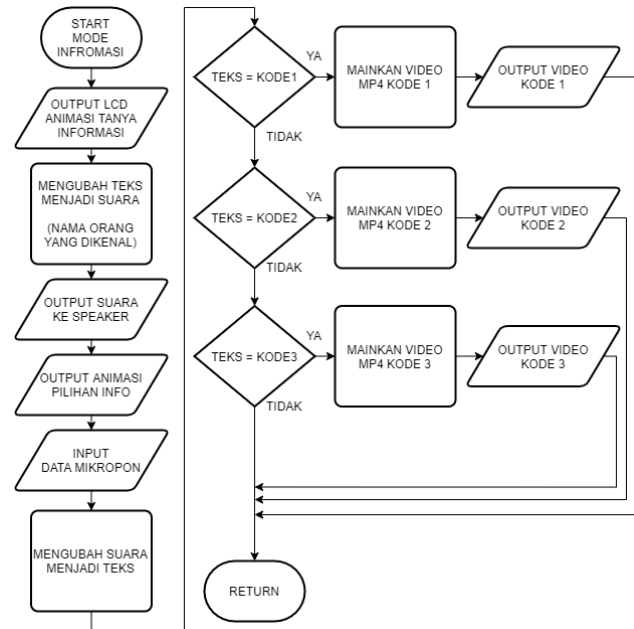 START
MODE
INFROMASI
OUTPUT LCD
ANIMASI TANYA
INFORMASI
MENGUBAH TEKS
MENJADI SUARA
(NAMA ORANG
YANG DIKENAL)
OUTPUT SUARA
KE SPEAKER
OUTPUT ANIMASI
PILIHAN INFO
INPUT
DATA MIKROPON
MENGUBAH SUARA
MENJADI TEKS
TEKS = KODE1
YA
MAINKAN VIDEO
MP4 KODE 1
OUTPUT VIDEO
KODE 1
TIDAK
TEKS = KODE2
YA
MAINKAN VIDEO
MP4 KODE 2
OUTPUT VIDEO
KODE 2
TIDAK
TEKS = KODE3
YA
MAINKAN VIDEO
MP4 KODE 3
OUTPUT VIDEO
KODE 3
TIDAK
RETURN